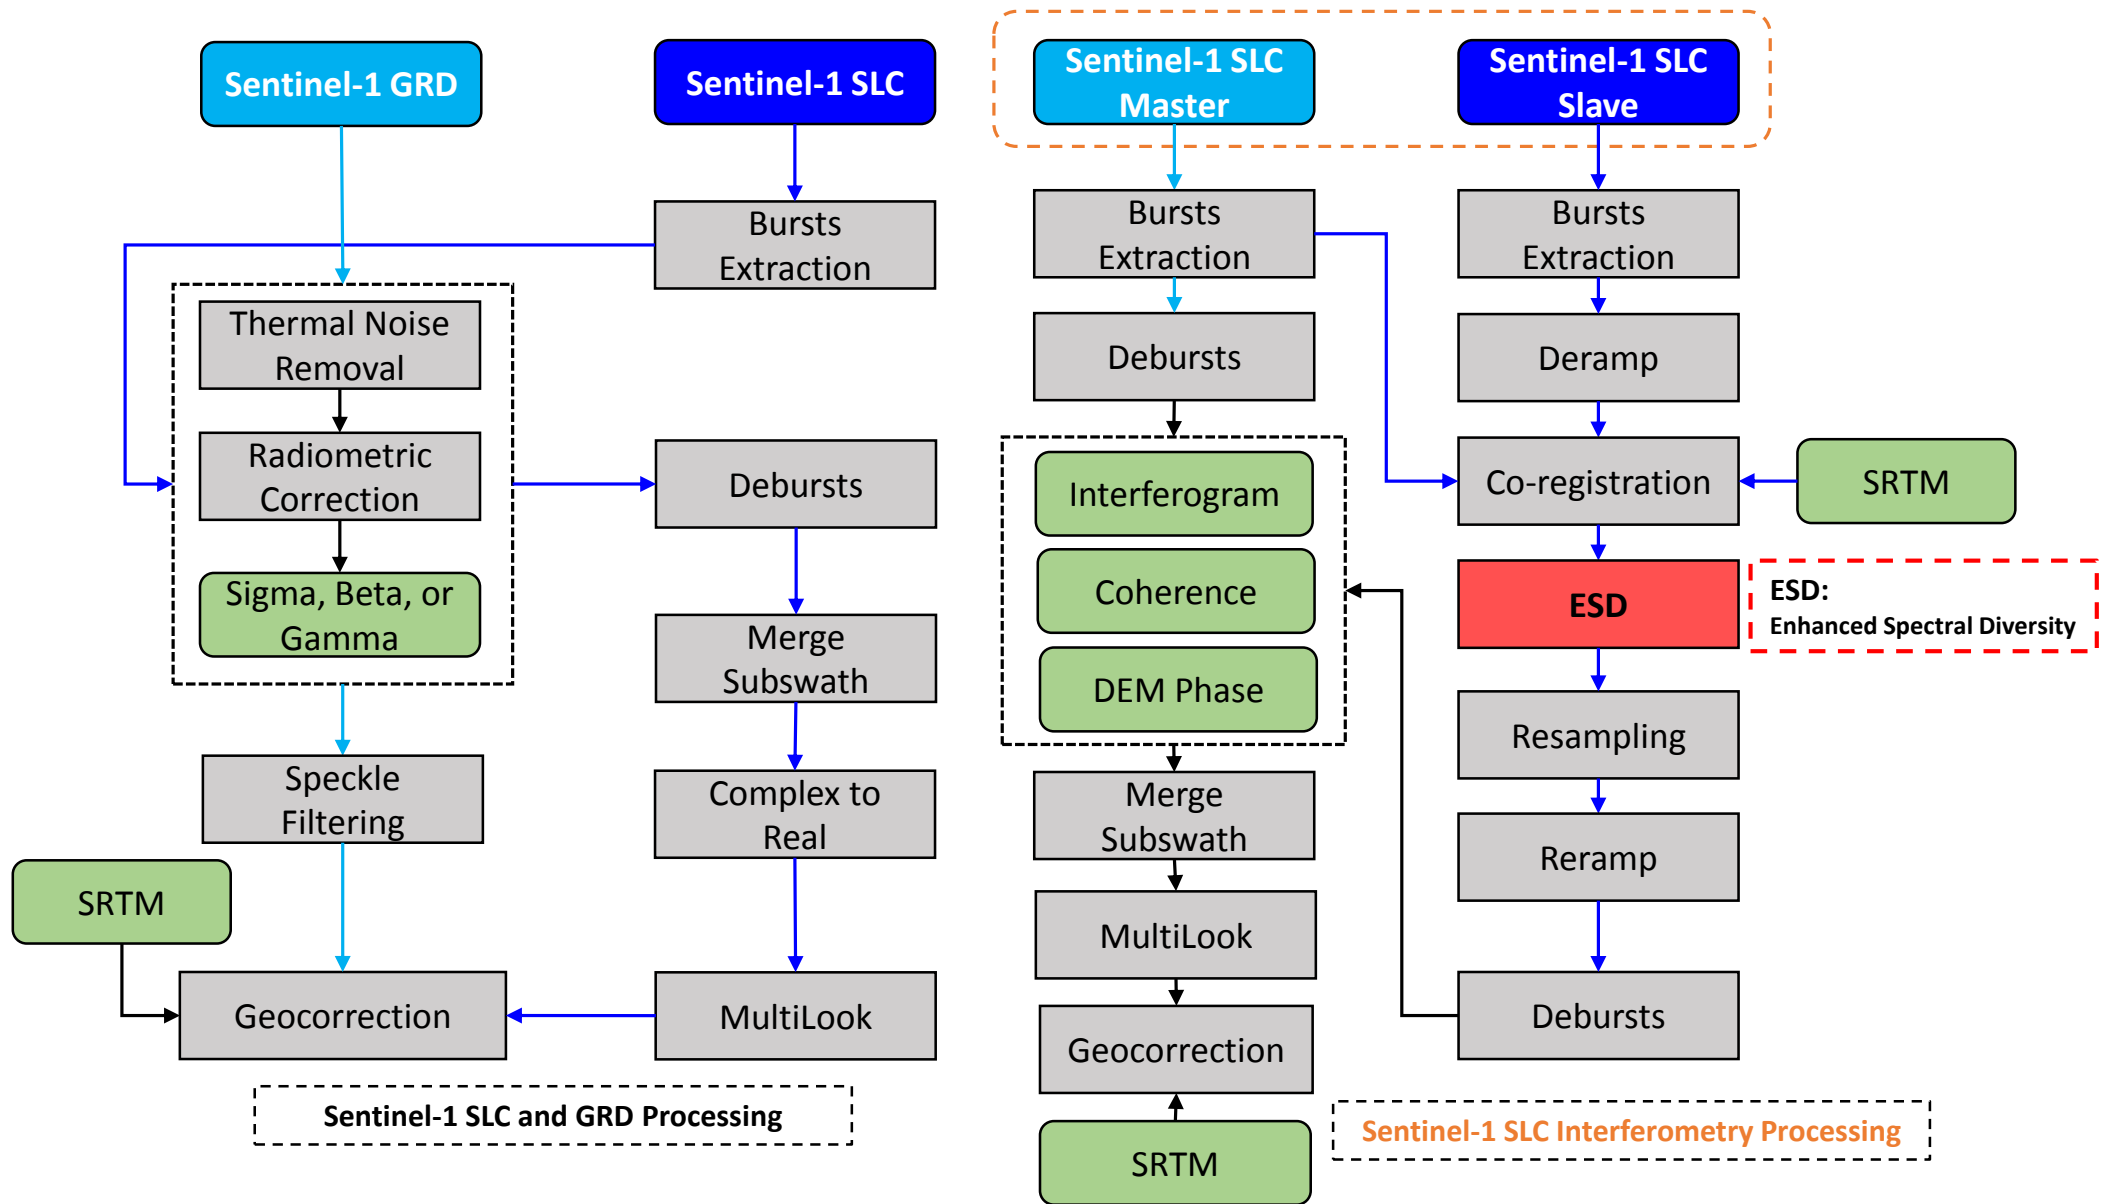 Sentinel-1 GRD
Sentinel-1 SLC
Bursts
Extraction
Thermal Noise
Removal
Radiometric
Correction
Sigma, Beta, or
Gamma
Debursts
Merge
Subswath
Speckle
Filtering
Complex to
Real
SRTM
Geocorrection
MultiLook
Sentinel-1 SLC and GRD Processing
Sentinel-1 SLC
Master
Sentinel-1 SLC
Slave
Bursts
Extraction
Bursts
Extraction
Debursts
Deramp
Interferogram
Co-registration
SRTM
Coherence
ESD
ESD:
Enhanced Spectral Diversity
DEM Phase
Resampling
Merge
Subswath
Reramp
MultiLook
Debursts
Geocorrection
SRTM
Sentinel-1 SLC Interferometry Processing